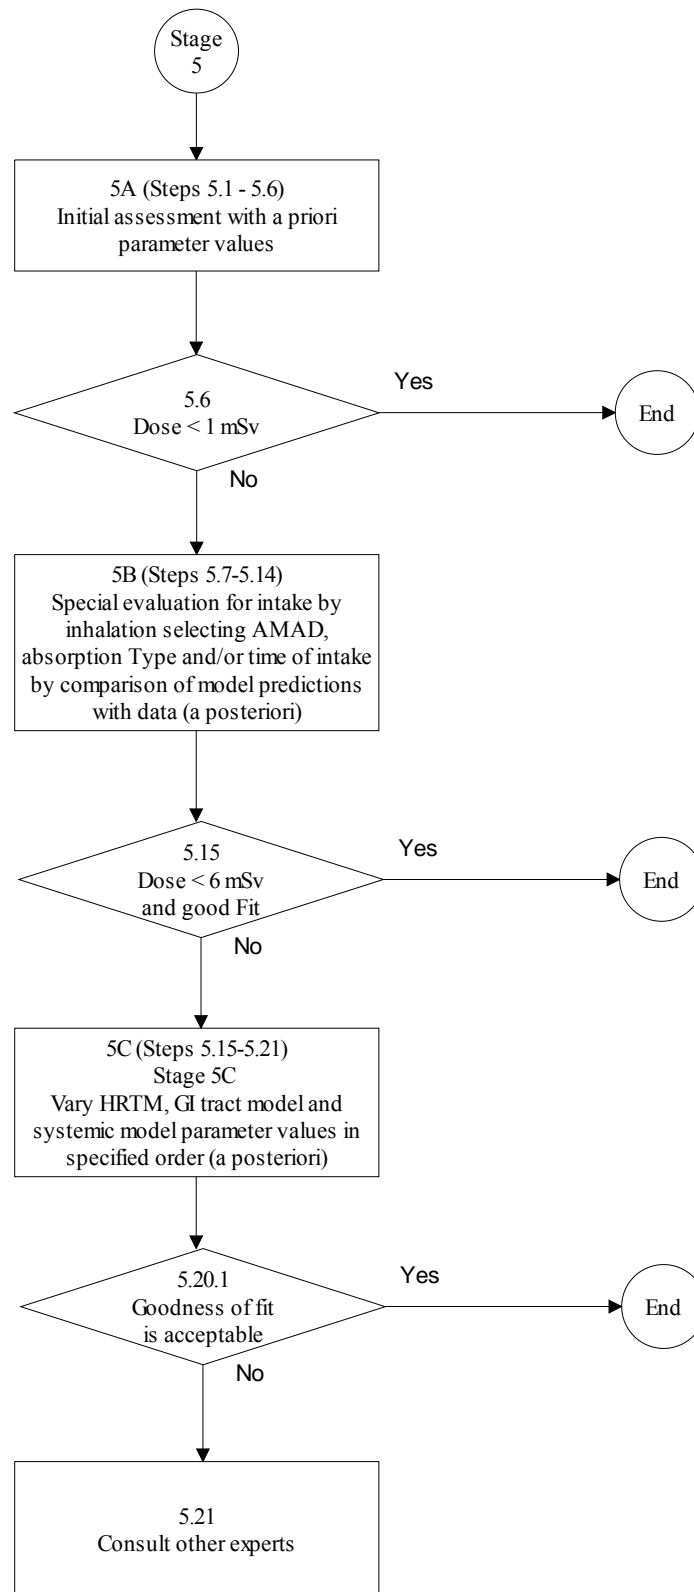 Stage
5
5A (Steps 5.1 - 5.6)
Initial assessment with a priori
parameter values
5.6
Dose < 1 mSv
Yes
End
No
5B (Steps 5.7-5.14)
Special evaluation for intake by
inhalation selecting AMAD,
absorption Type and/or time of intake
by comparison of model predictions
with data (a posteriori)
5.15
Dose < 6 mSv
and good Fit
Yes
End
No
5C (Steps 5.15-5.21)
Stage 5C
Vary HRTM, GI tract model and
systemic model parameter values in
specified order (a posteriori)
5.20.1
Goodness of fit
is acceptable
Yes
End
No
5.21
Consult other experts